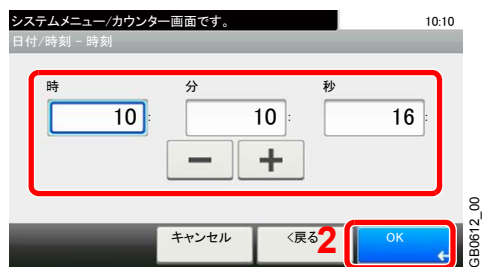 システムメニュー/カウンター画面です。 10:10
日付/時刻 - 時刻
時 分 秒
10 : 10 : 16 :
− +
キャンセル <戻る 2 OK
GB0612_00